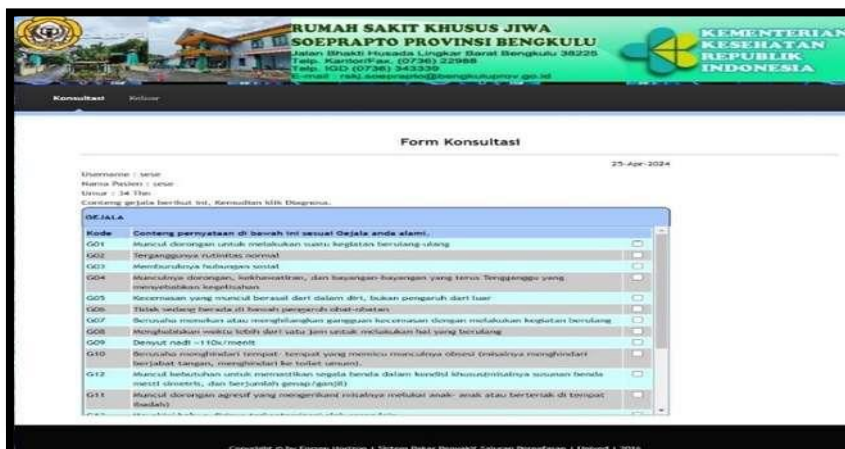 RUMAH SAKIT KHUSUS JIWA
SOEPRAPTO PROVINSI BENGKULU
Jalan Bhakti Husada Lingkar Barat Bengkulu 38225
Telp. Kantor/Fax. (0736) 22988
Telp. IGD (0736) 343339
E-mail : rskj.soeprapto@bengkuluprov.go.id
KEMENTERIAN
KESEHATAN
REPUBLIK
INDONESIA
Konsultasi Keluar
Form Konsultasi
25-Apr-2024
Username : sese
Nama Pasien : sese
Umur : 34 Thn
Conteng gejala berikut ini, Kemudian klik Diagnosa.
GEJALA
Kode Conteng pernyataan di bawah ini sesuai Gejala anda alami.
G01 Muncul dorongan untuk melakukan suatu kegiatan berulang-ulang
G02 Terganggunya rutinitas normal
G03 Memburuknya hubungan sosial
G04 Munculnya dorongan, kekhawatiran, dan bayangan-bayangan yang terus Tengganggu yang
menyebabkan kegelisahan
G05 Kecemasan yang muncul berasal dari dalam diri, bukan pengaruh dari luar
G06 Tidak sedang berada di bawah pengaruh obat-obatan
G07 Berusaha menekan atau menghilangkan gangguan kecemasan dengan melakukan kegiatan berulang
G08 Menghabiskan waktu lebih dari satu jam untuk melakukan hal yang berulang
G09 Denyut nadi ~110x/menit
G10 Berusaha menghindari tempat- tempat yang memicu munculnya obsesi (misalnya menghindari
berjabat tangan, menghindari ke toilet umum).
G12 Muncul kebutuhan untuk memastikan segala benda dalam kondisi khusus(misalnya susunan benda
mesti simetris, dan berjumlah genap/ganjil)
G11 Muncul dorongan agresif yang mengerikan( misalnya melukai anak- anak atau berteriak di tempat
ibadah)